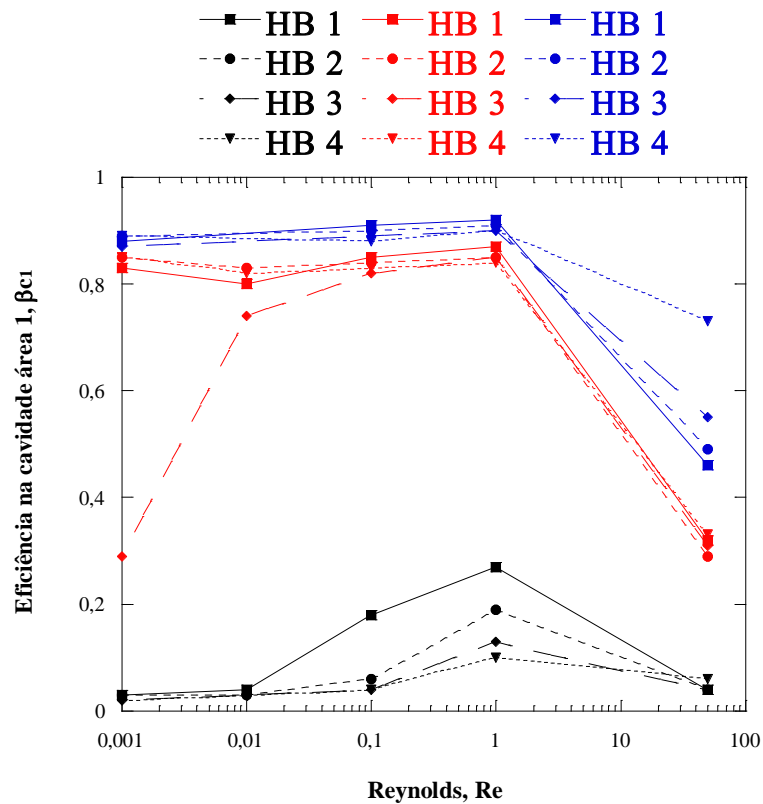 HB 1 HB 1 HB 1
HB 2 HB 2 HB 2
HB 3 HB 3 HB 3
HB 4 HB 4 HB 4
1
0,8
0,6
0,4
0,2
0
Eficiência na cavidade área 1, βc1
0,001 0,01 0,1 1 10 100
Reynolds, Re